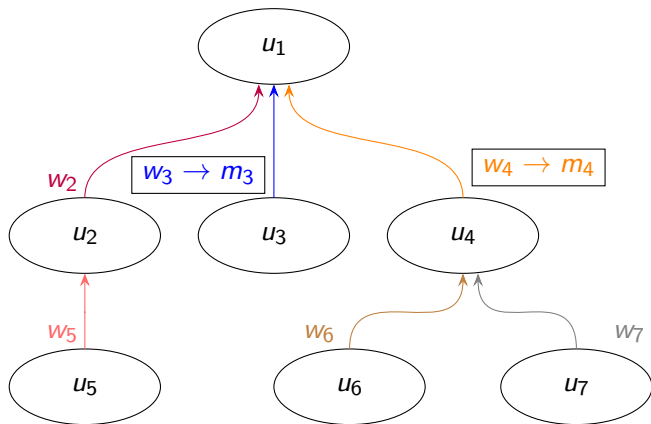 u₁
w₂
w₃ → m₃
w₄ → m₄
u₂
u₃
u₄
w₅
w₆
w₇
u₅
u₆
u₇